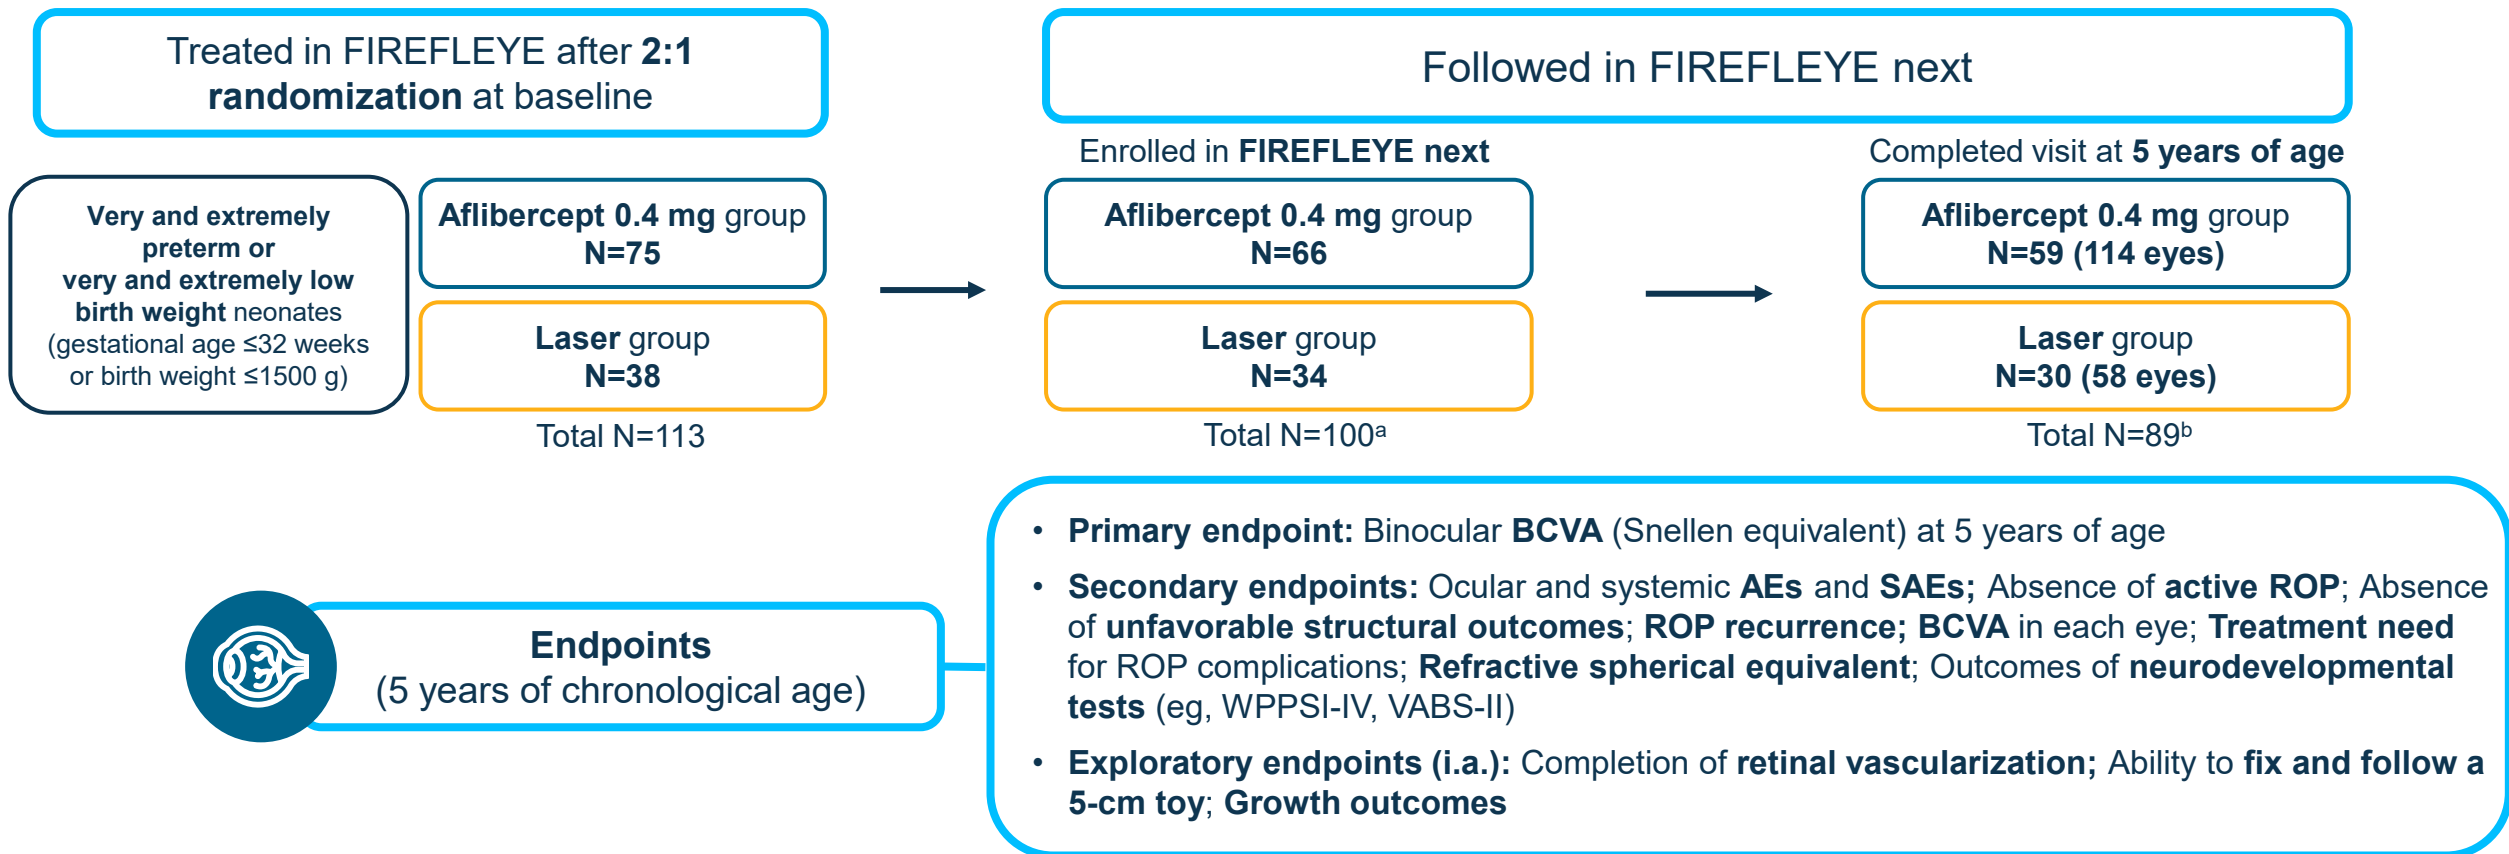 Treated in FIREFLEYE after 2:1
randomization at baseline
Followed in FIREFLEYE next
Very and extremely
preterm or
very and extremely low
birth weight neonates
(gestational age ≤32 weeks
or birth weight ≤1500 g)
Aflibercept 0.4 mg group
N=75
Laser group
N=38
Total N=113
Enrolled in FIREFLEYE next
Aflibercept 0.4 mg group
N=66
Laser group
N=34
Total N=100ᵃ
Completed visit at 5 years of age
Aflibercept 0.4 mg group
N=59 (114 eyes)
Laser group
N=30 (58 eyes)
Total N=89ᵇ
Endpoints
(5 years of chronological age)
• Primary endpoint: Binocular BCVA (Snellen equivalent) at 5 years of age
• Secondary endpoints: Ocular and systemic AEs and SAEs; Absence of active ROP; Absence
of unfavorable structural outcomes; ROP recurrence; BCVA in each eye; Treatment need
for ROP complications; Refractive spherical equivalent; Outcomes of neurodevelopmental
tests (eg, WPPSI-IV, VABS-II)
• Exploratory endpoints (i.a.): Completion of retinal vascularization; Ability to fix and follow a
5-cm toy; Growth outcomes